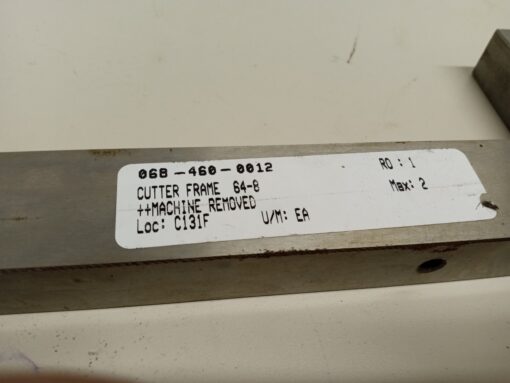 068-460-0012 RO : 1
CUTTER FRAME 64-8 Max: 2
++MACHINE REMOVED
Loc: C131F U/M: EA